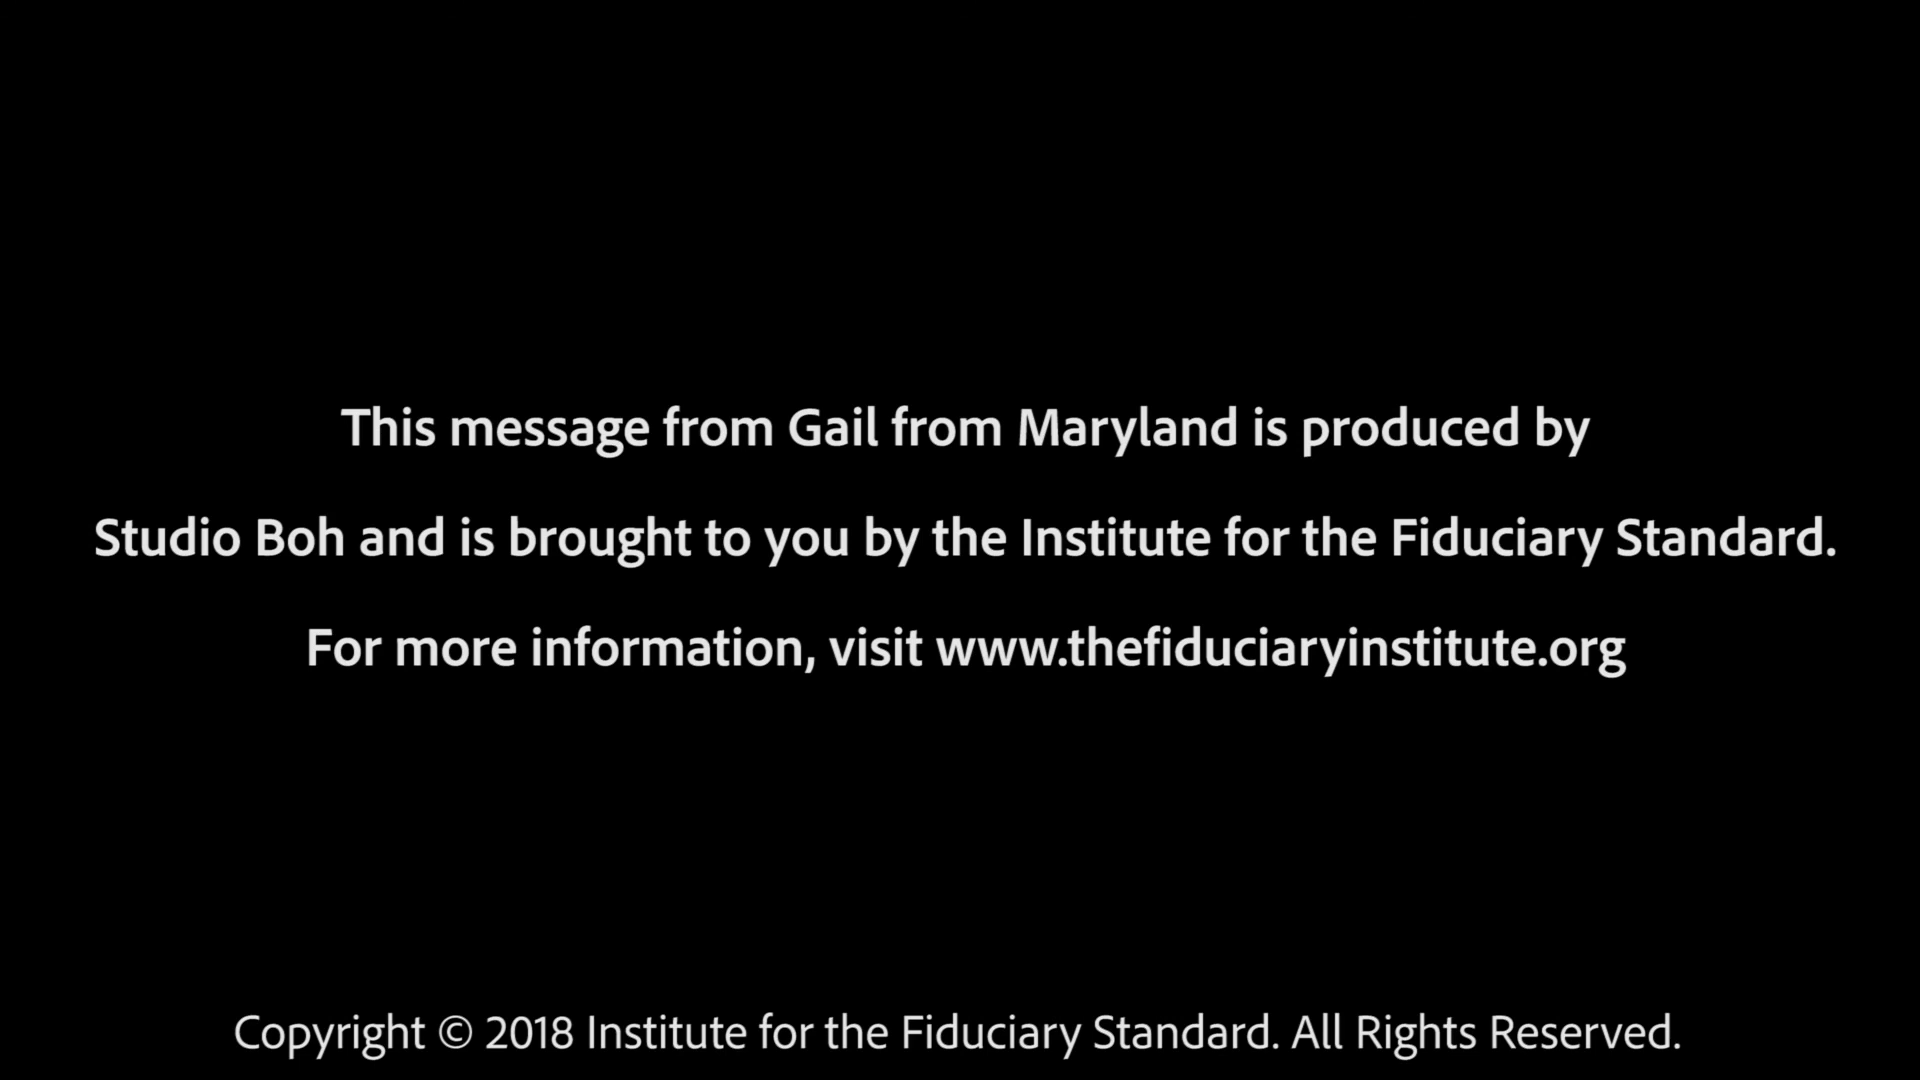 This message from Gail from Maryland is produced by
Studio Boh and is brought to you by the Institute for the Fiduciary Standard.
For more information, visit www.thefiduciaryinstitute.org
Copyright © 2018 Institute for the Fiduciary Standard. All Rights Reserved.